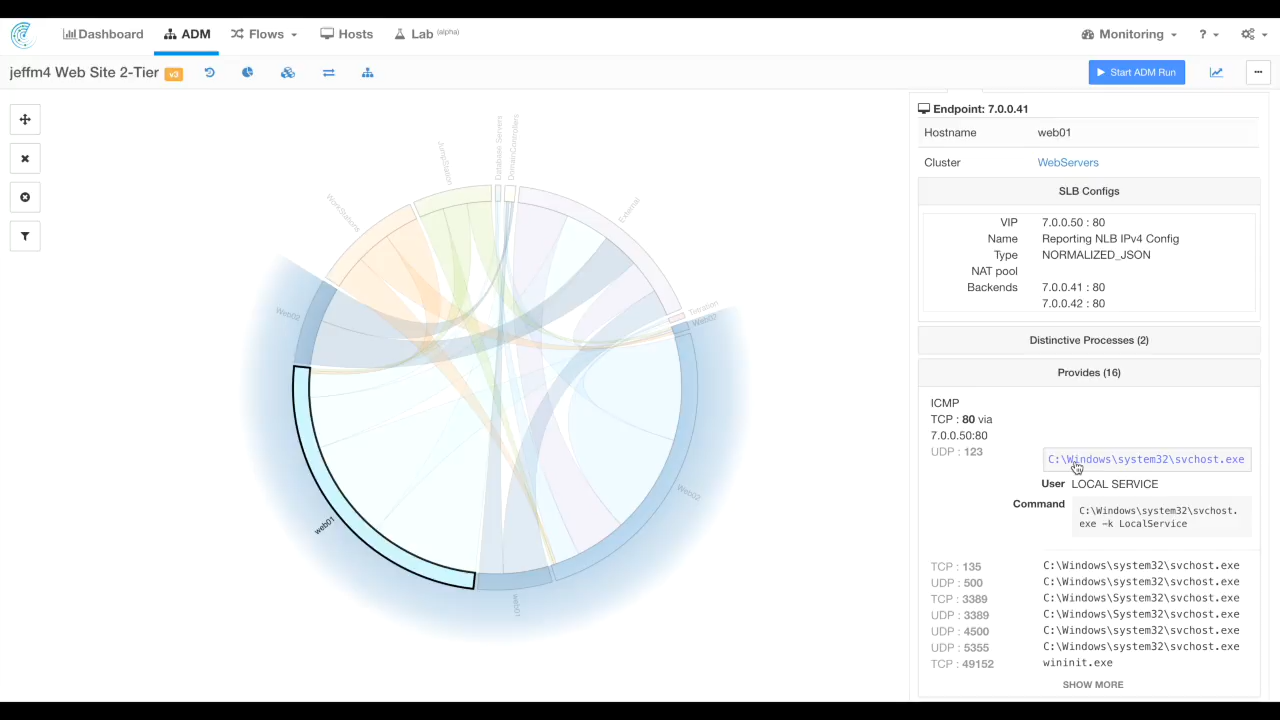 Dashboard ADM Flows Hosts Lab (alpha) Monitoring ?
jeffm4 Web Site 2-Tier v3 Start ADM Run
Endpoint: 7.0.0.41
Hostname web01
Cluster WebServers
SLB Configs
VIP 7.0.0.50 : 80
Name Reporting NLB IPv4 Config
Type NORMALIZED_JSON
NAT pool
Backends 7.0.0.41 : 80
7.0.0.42 : 80
Distinctive Processes (2)
Provides (16)
ICMP
TCP : 80 via
7.0.0.50:80
UDP : 123
C:\Windows\system32\svchost.exe
User LOCAL SERVICE
Command C:\Windows\system32\svchost.
exe -k LocalService
TCP : 135 C:\Windows\system32\svchost.exe
UDP : 500 C:\Windows\system32\svchost.exe
TCP : 3389 C:\Windows\System32\svchost.exe
UDP : 3389 C:\Windows\System32\svchost.exe
UDP : 4500 C:\Windows\system32\svchost.exe
UDP : 5355 C:\Windows\system32\svchost.exe
TCP : 49152 wininit.exe
SHOW MORE
JumpStation
Database Servers
DomainControllers
WorkStations
External
Tetration
Web02
Web02
Web02
web01
web01